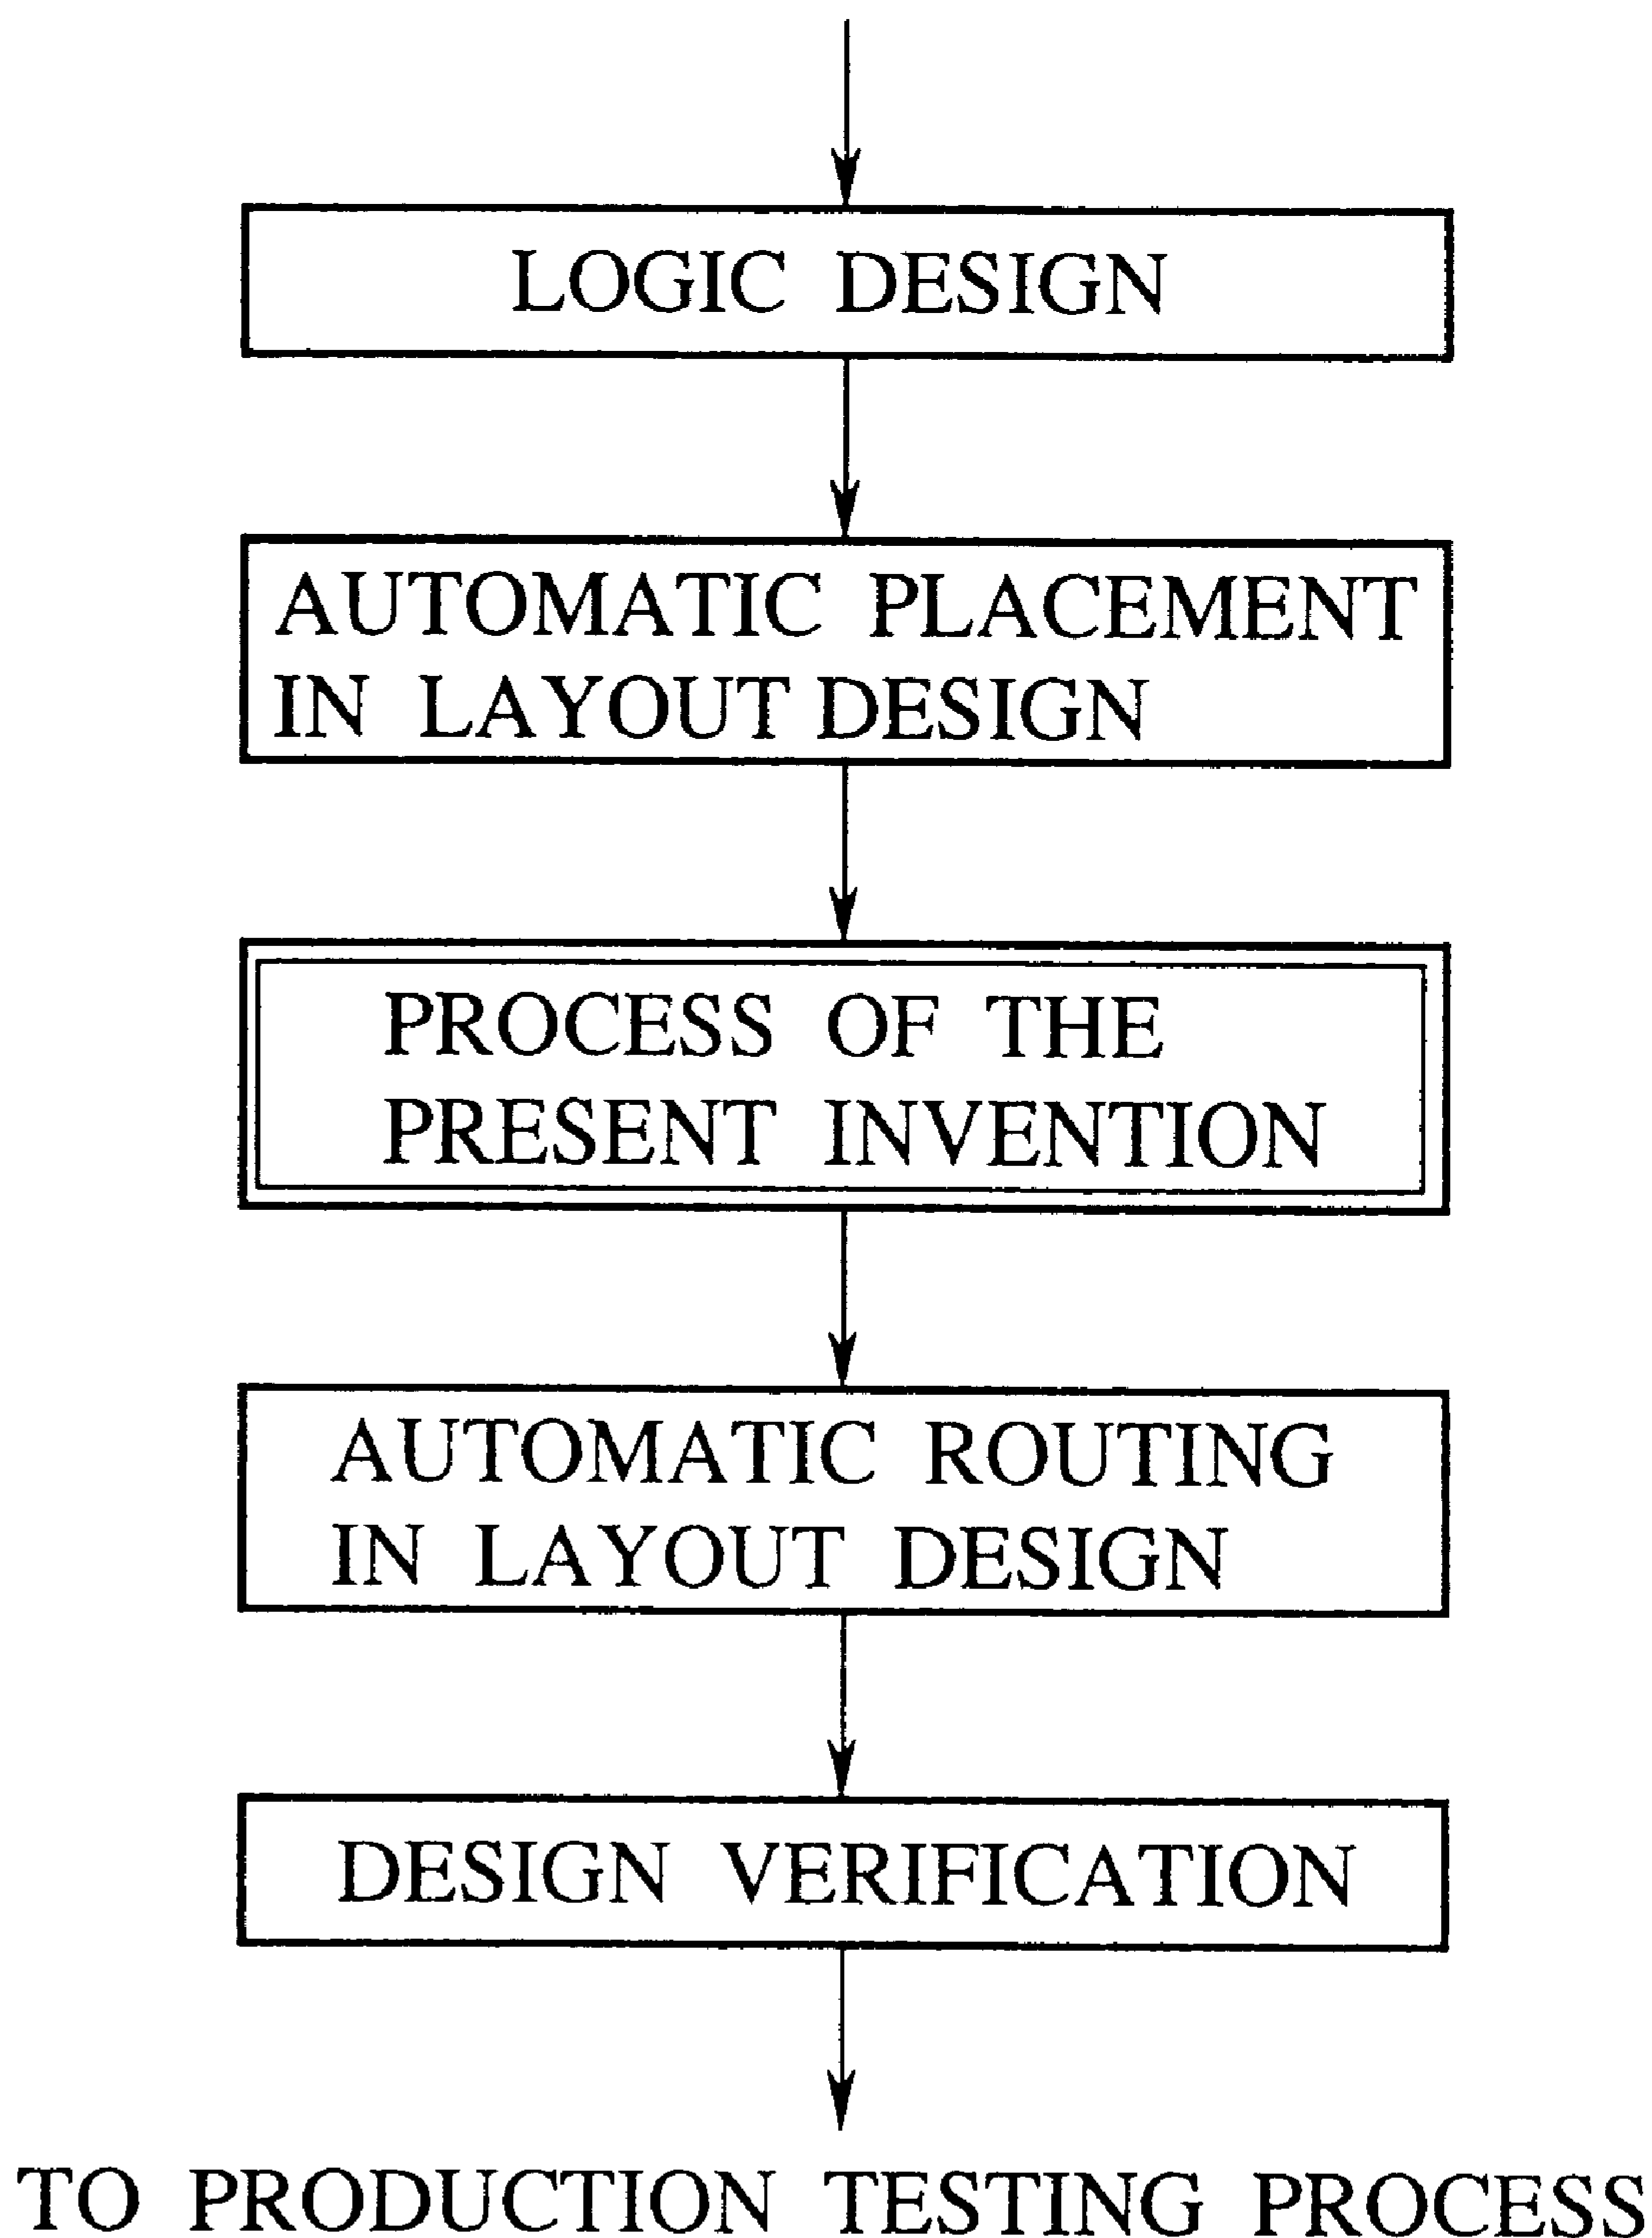 LOGIC DESIGN
AUTOMATIC PLACEMENT
IN LAYOUT DESIGN
PROCESS OF THE
PRESENT INVENTION
AUTOMATIC ROUTING
IN LAYOUT DESIGN
DESIGN VERIFICATION
TO PRODUCTION TESTING PROCESS